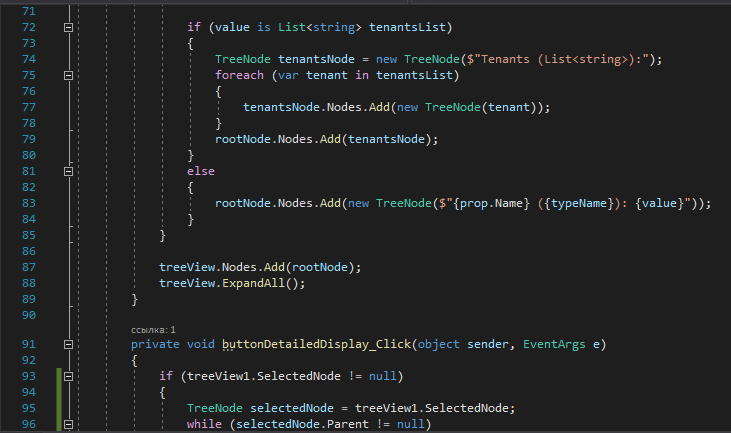 71
72 if (value is List<string> tenantsList)
73 {
74 TreeNode tenantsNode = new TreeNode($"Tenants (List<string>):");
75 foreach (var tenant in tenantsList)
76 {
77 tenantsNode.Nodes.Add(new TreeNode(tenant));
78 }
79 rootNode.Nodes.Add(tenantsNode);
80 }
81 else
82 {
83 rootNode.Nodes.Add(new TreeNode($"{prop.Name} ({typeName}): {value}"));
84 }
85 }
86
87 treeView.Nodes.Add(rootNode);
88 treeView.ExpandAll();
89 }
90
ссылка: 1
91 private void buttonDetailedDisplay_Click(object sender, EventArgs e)
92 {
93 if (treeView1.SelectedNode != null)
94 {
95 TreeNode selectedNode = treeView1.SelectedNode;
96 while (selectedNode.Parent != null)